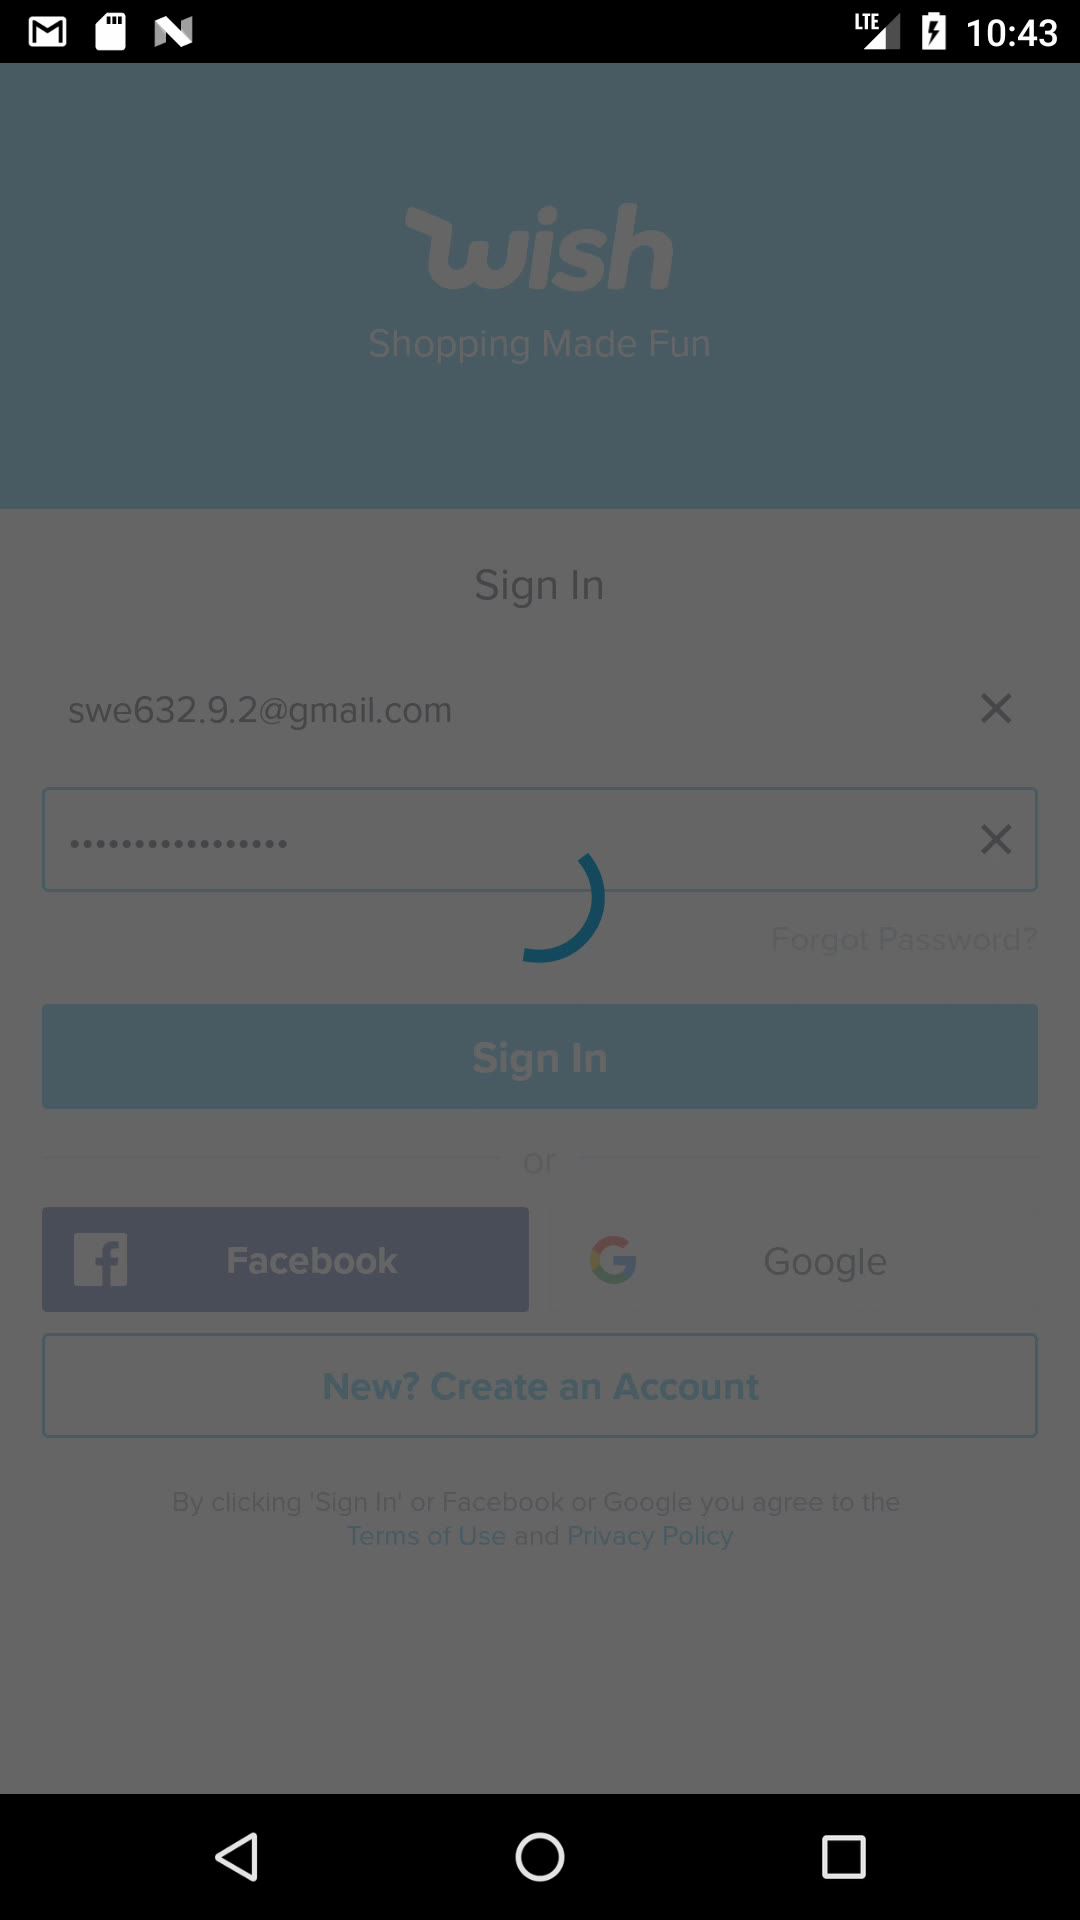 LTE 10:43
wish
Shopping Made Fun
Sign In
swe632.9.2@gmail.com
•••••••••••••••••
Forgot Password?
Sign In
or
Facebook
Google
New? Create an Account
By clicking 'Sign In' or Facebook or Google you agree to the
Terms of Use and Privacy Policy